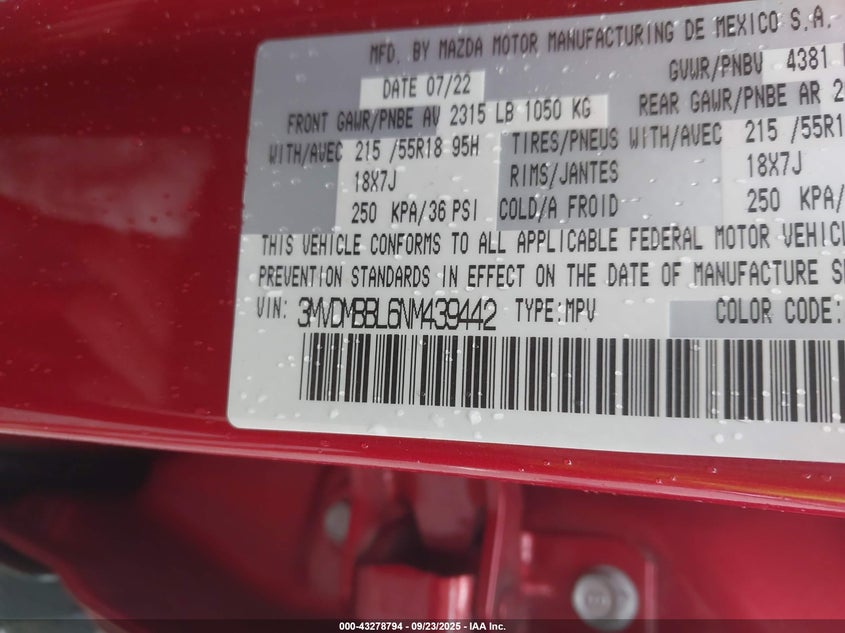 MFD. BY MAZDA MOTOR MANUFACTURING DE MEXICO S.A.
DATE 07/22 GVWR/PNBV 4381
FRONT GAWR/PNBE AV 2315 LB 1050 KG REAR GAWR/PNBE AR 2
WITH/AVEC 215 /55R18 95H TIRES/PNEUS WITH/AVEC 215 /55R1
18X7J RIMS/JANTES 18X7J
250 KPA/36 PSI COLD/A FROID 250 KPA/
THIS VEHICLE CONFORMS TO ALL APPLICABLE FEDERAL MOTOR VEHICL
PREVENTION STANDARDS IN EFFECT ON THE DATE OF MANUFACTURE
VIN: 3MVDMBBL6NM439442 TYPE:MPV COLOR CODE:
000-43278794 - 09/23/2025 - IAA Inc.